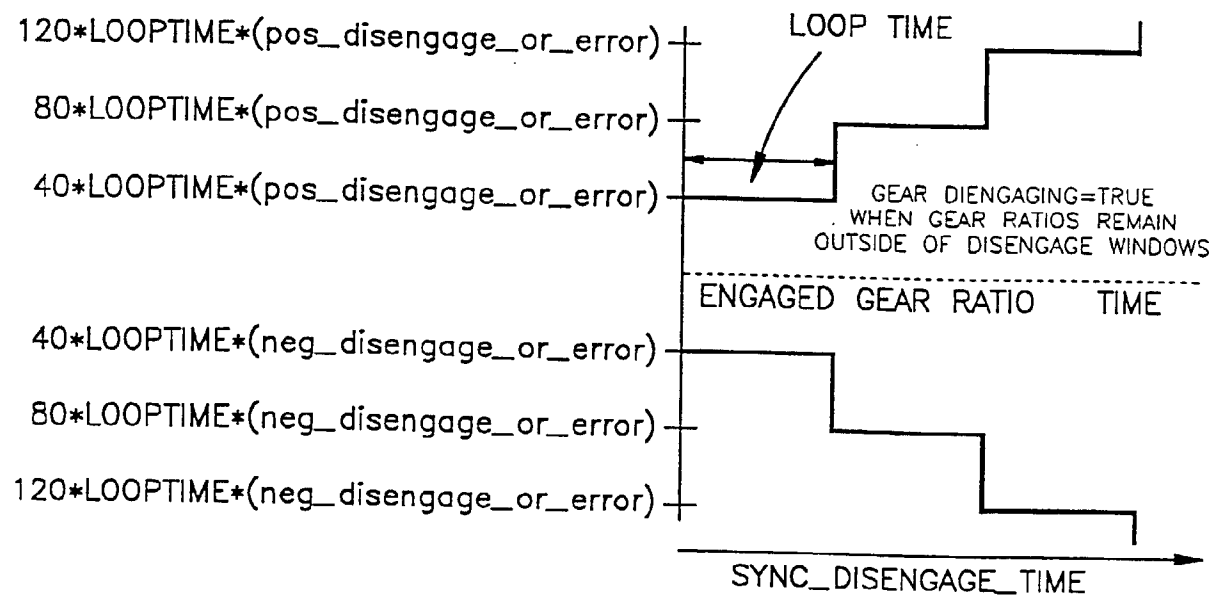 120*LOOPTIME*(pos_disengage_or_error)
LOOP TIME
80*LOOPTIME*(pos_disengage_or_error)
40*LOOPTIME*(pos_disengage_or_error)
GEAR DIENGAGING=TRUE
WHEN GEAR RATIOS REMAIN
OUTSIDE OF DISENGAGE WINDOWS
ENGAGED GEAR RATIO TIME
40*LOOPTIME*(neg_disengage_or_error)
80*LOOPTIME*(neg_disengage_or_error)
120*LOOPTIME*(neg_disengage_or_error)
SYNC_DISENGAGE_TIME